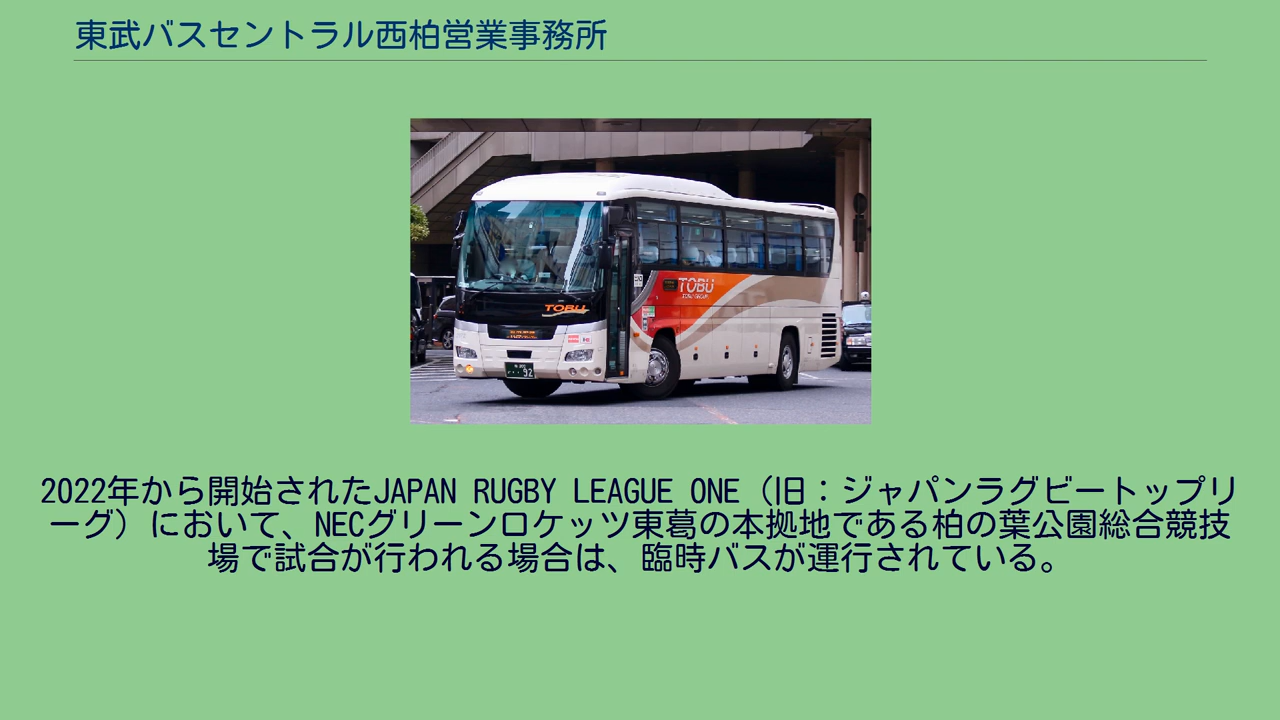 東武バスセントラル西柏営業事務所
TOBU
TOBU
92
2022年から開始されたJAPAN RUGBY LEAGUE ONE（旧：ジャパンラグビートップリ
ーグ）において、NECグリーンロケッツ東葛の本拠地である柏の葉公園総合競技
場で試合が行われる場合は、臨時バスが運行されている。